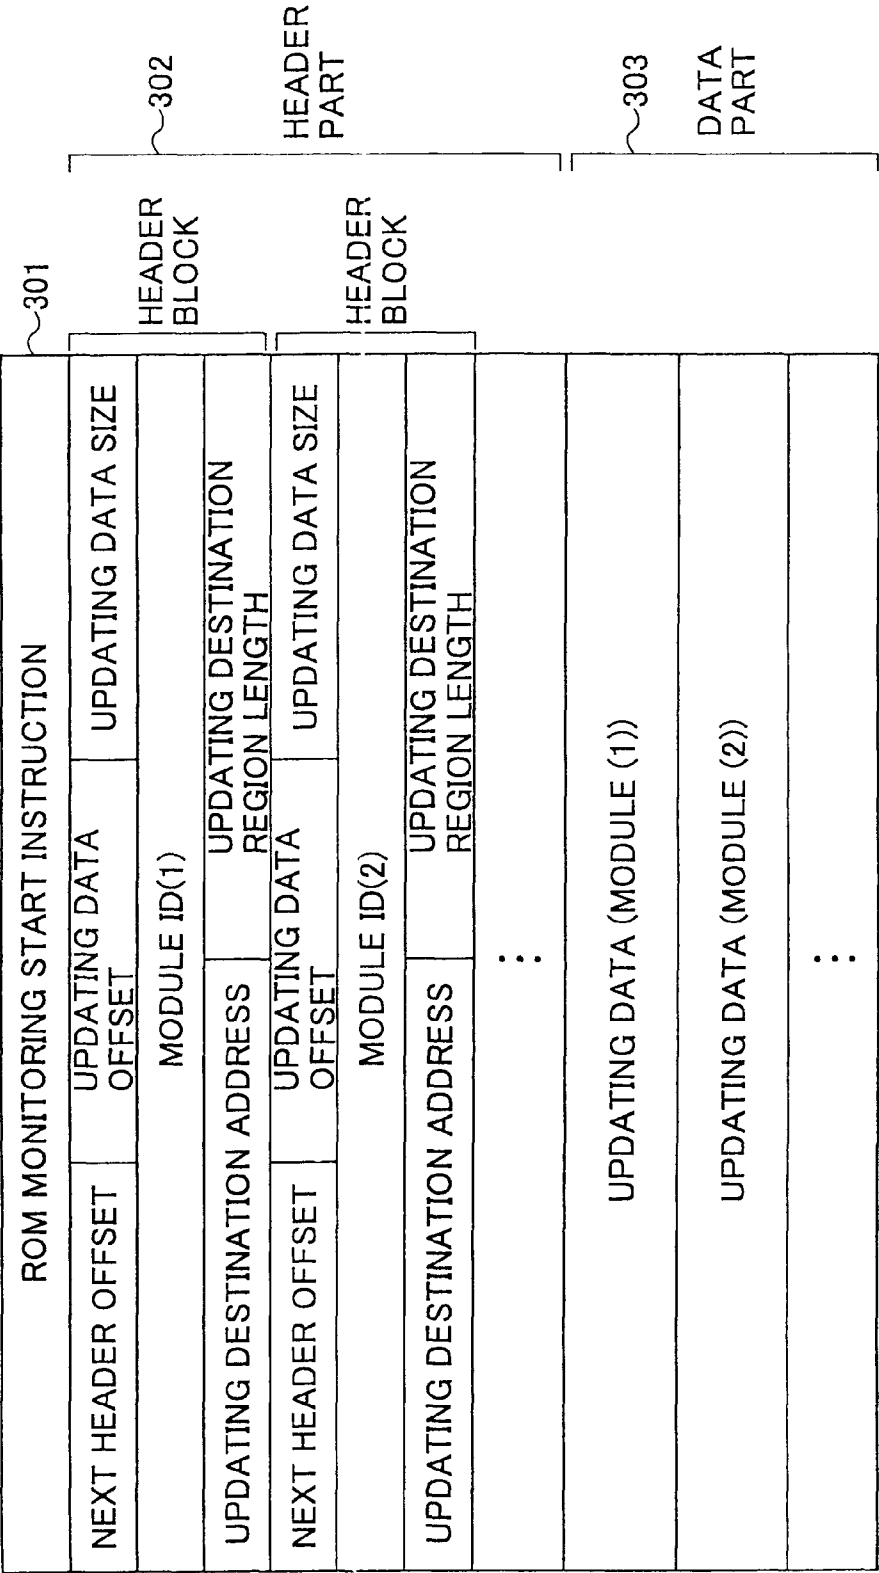 ROM MONITORING START INSTRUCTION
301
NEXT HEADER OFFSET
UPDATING DATA
OFFSET
UPDATING DATA SIZE
MODULE ID(1)
UPDATING DESTINATION ADDRESS
UPDATING DESTINATION
REGION LENGTH
HEADER
BLOCK
NEXT HEADER OFFSET
UPDATING DATA
OFFSET
UPDATING DATA SIZE
MODULE ID(2)
UPDATING DESTINATION ADDRESS
UPDATING DESTINATION
REGION LENGTH
HEADER
BLOCK
302
HEADER
PART
UPDATING DATA (MODULE (1))
UPDATING DATA (MODULE (2))
303
DATA
PART